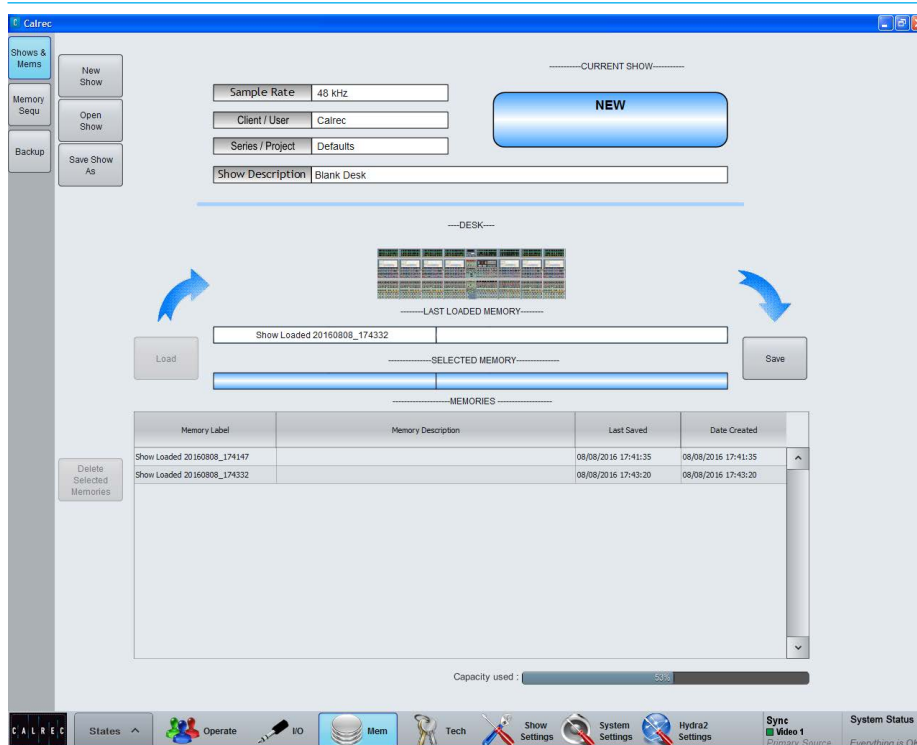 Calrec
Shows &
Mems
Memory
Sequ
Backup
New
Show
Open
Show
Save Show
As
-----------CURRENT SHOW-----------
NEW
Sample Rate 48 kHz
Client / User Calrec
Series / Project Defaults
Show Description Blank Desk
----DESK----
--------LAST LOADED MEMORY--------
Show Loaded 20160808_174332
Load
---------------SELECTED MEMORY---------------
Save
--------------------MEMORIES -------------------
Memory Label Memory Description Last Saved Date Created
Show Loaded 20160808_174147 08/08/2016 17:41:35 08/08/2016 17:41:35
Show Loaded 20160808_174332 08/08/2016 17:43:20 08/08/2016 17:43:20
Delete
Selected
Memories
Capacity used : 53%
CALREC
States
Operate
I/O
Mem
Tech
Show
Settings
System
Settings
Hydra2
Settings
Sync
Video 1
Primary Source
System Status
Everything is OK